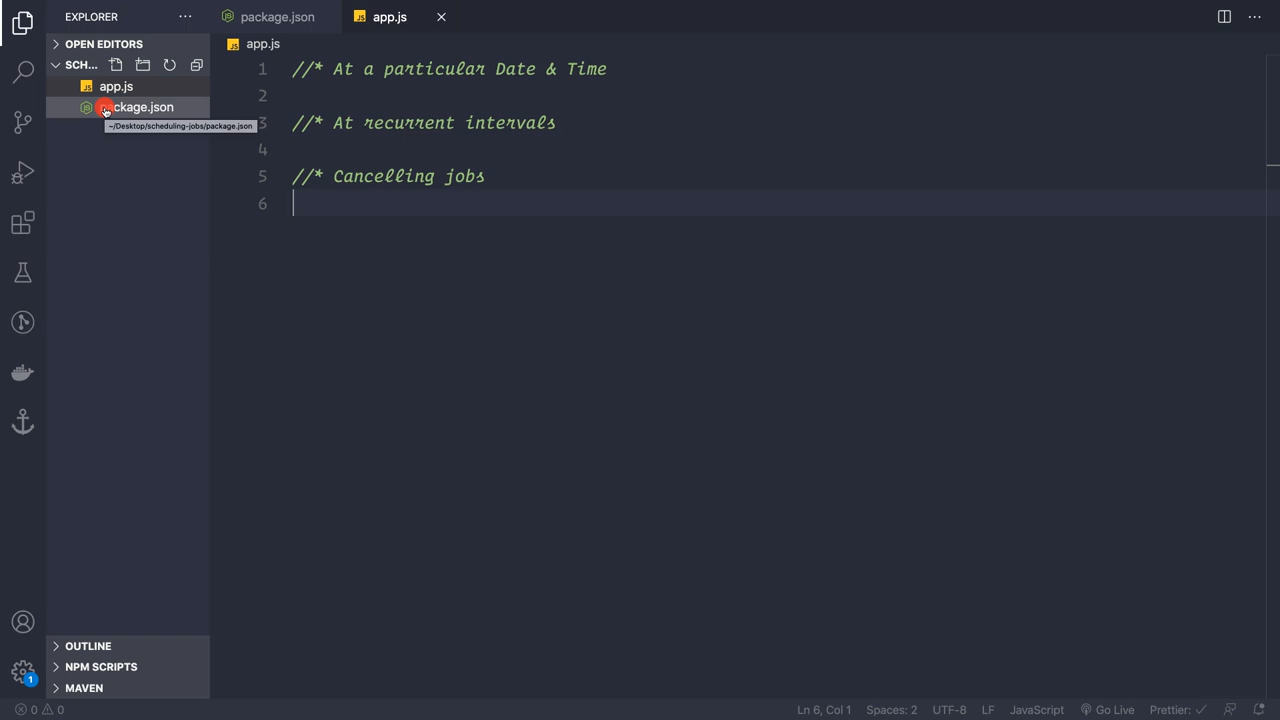 EXPLORER
package.json
app.js
OPEN EDITORS
SCH...
app.js
app.js
package.json
~/Desktop/scheduling-jobs/package.json
1 //* At a particular Date & Time
2
3 //* At recurrent intervals
4
5 //* Cancelling jobs
6
OUTLINE
NPM SCRIPTS
MAVEN
1
0 0
Ln 6, Col 1 Spaces: 2 UTF-8 LF JavaScript Go Live Prettier: